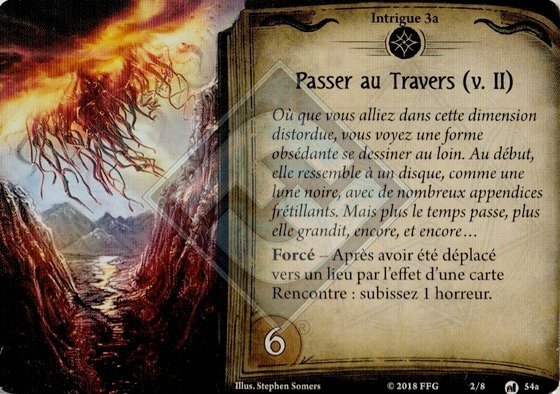 Intrigue 3a
Passer au Travers (v. II)
Où que vous alliez dans cette dimension
distordue, vous voyez une forme
obsédante se dessiner au loin. Au début,
elle ressemble à un disque, comme une
lune noire, avec de nombreux appendices
frétillants. Mais plus le temps passe, plus
elle grandit, encore, et encore…
Forcé – Après avoir été déplacé
vers un lieu par l'effet d'une carte
Rencontre : subissez 1 horreur.
6
Illus. Stephen Somers
© 2018 FFG
2/8
54a